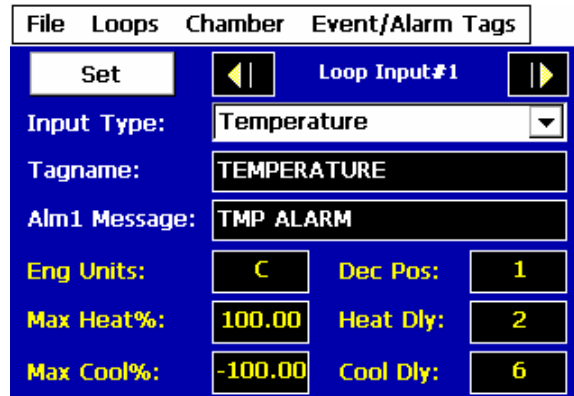 File Loops Chamber Event/Alarm Tags
Set Loop Input#1
Input Type: Temperature
Tagname: TEMPERATURE
Alm1 Message: TMP ALARM
Eng Units: C Dec Pos: 1
Max Heat%: 100.00 Heat Dly: 2
Max Cool%: -100.00 Cool Dly: 6